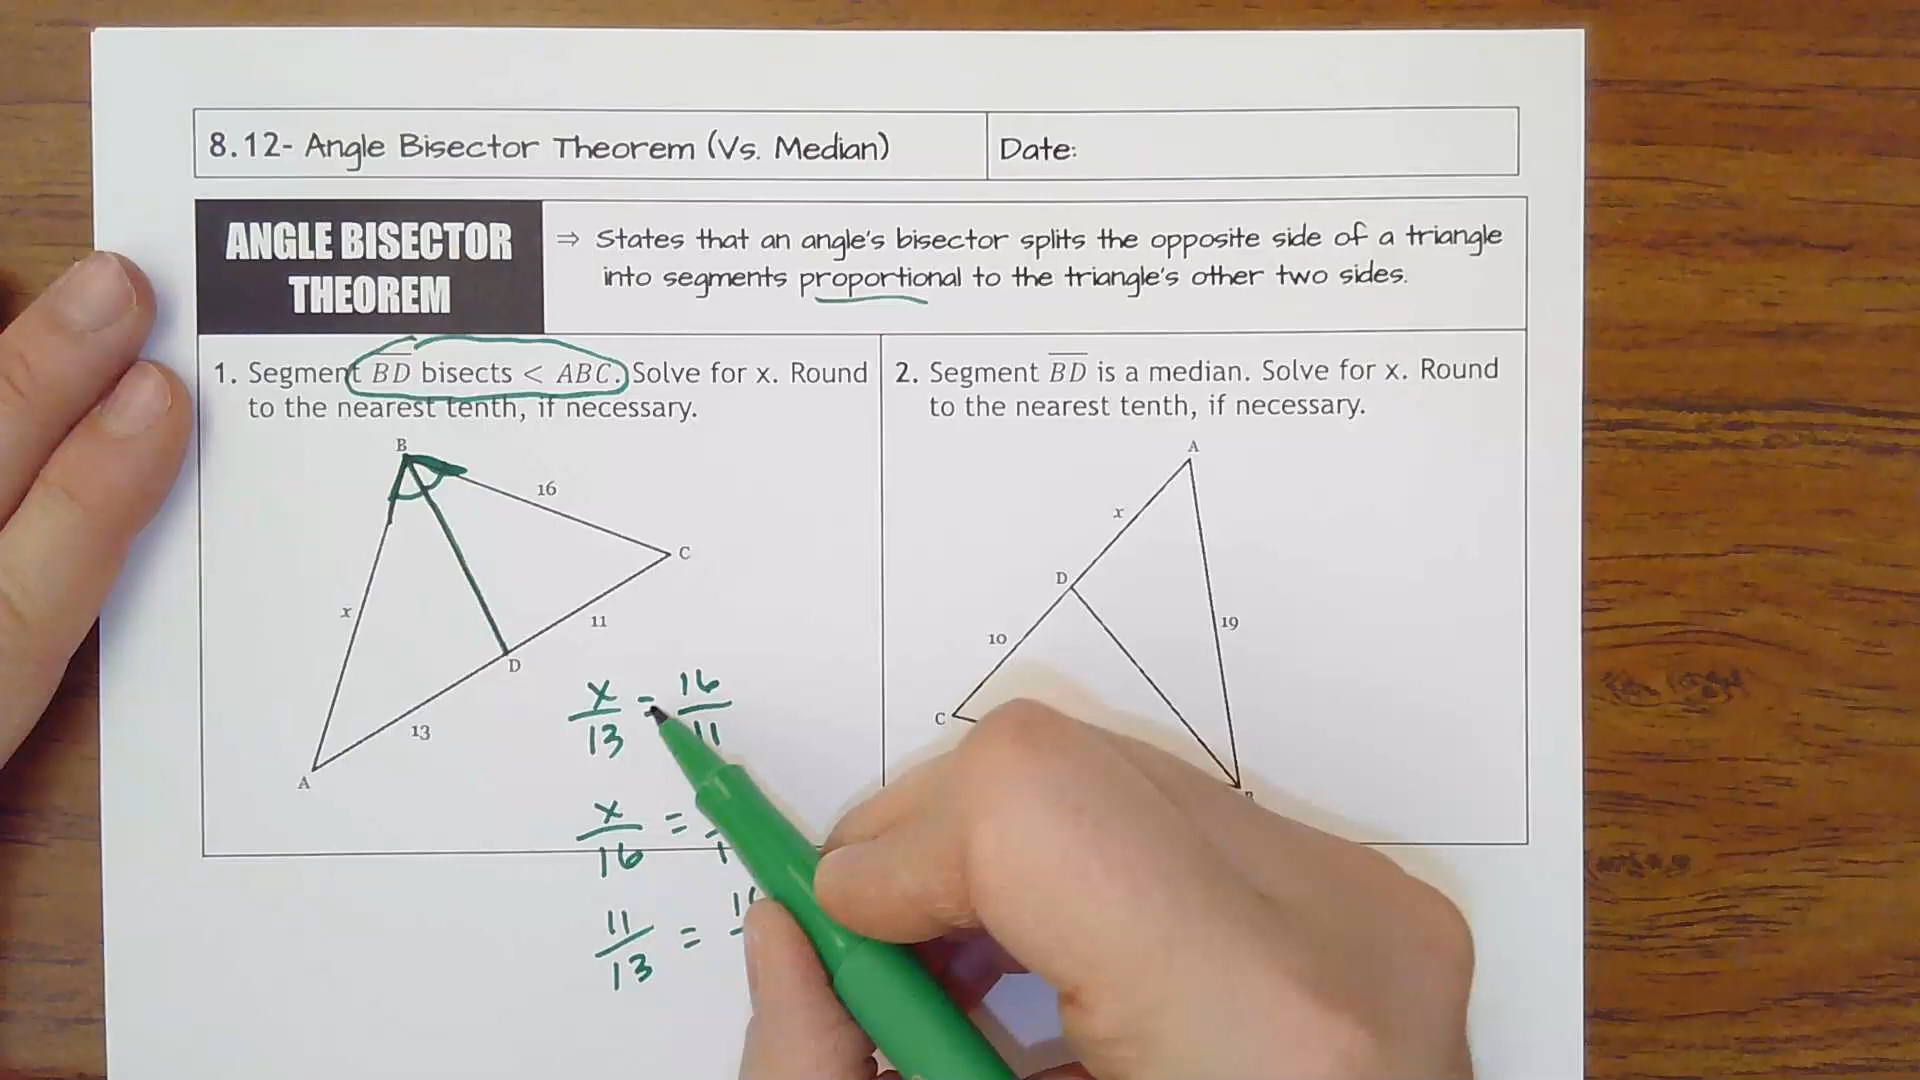 8.12- Angle Bisector Theorem (Vs. Median)
Date:
ANGLE BISECTOR
THEOREM
⇒ States that an angle's bisector splits the opposite side of a triangle
into segments proportional to the triangle's other two sides.
1. Segment BD bisects < ABC. Solve for x. Round
to the nearest tenth, if necessary.
B
16
C
x
11
D
13
A
x/13 = 16/11
x/16 =
11/13 =
2. Segment BD is a median. Solve for x. Round
to the nearest tenth, if necessary.
A
x
D
10
19
C